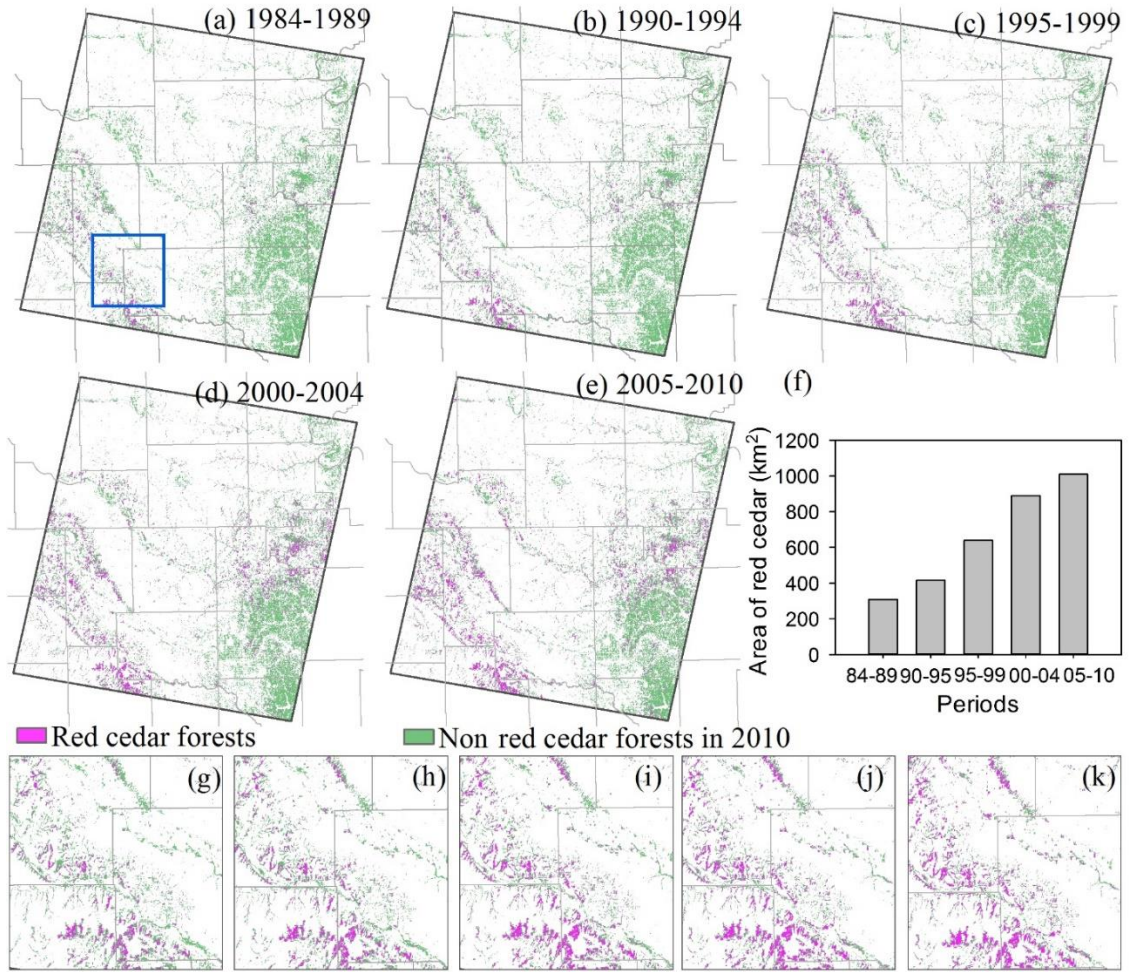 (a) 1984-1989
(b) 1990-1994
(c) 1995-1999
(d) 2000-2004
(e) 2005-2010
(f)
Area of red cedar (km²)
1200
1000
800
600
400
200
0
84-89 90-95 95-99 00-04 05-10
Periods
Red cedar forests
Non red cedar forests in 2010
(g)
(h)
(i)
(j)
(k)